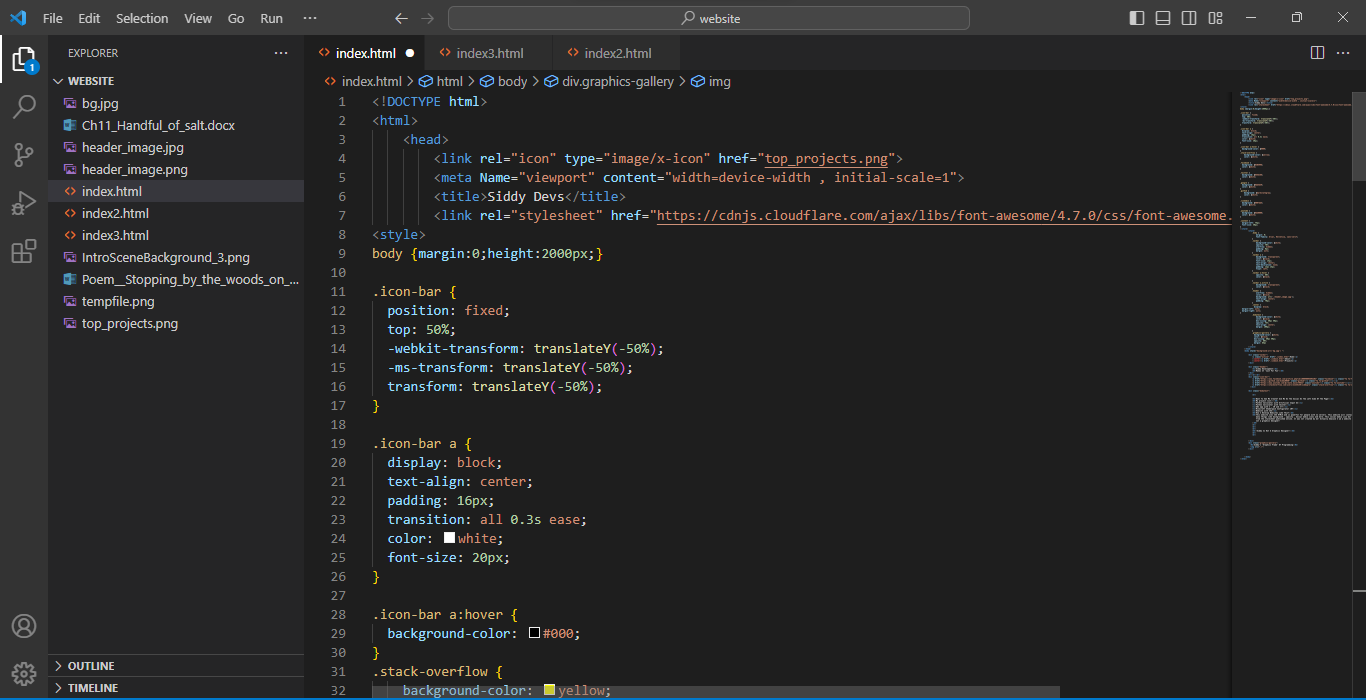 File Edit Selection View Go Run ··· website
EXPLORER ···
WEBSITE
bg.jpg
Ch11_Handful_of_salt.docx
header_image.jpg
header_image.png
index.html
index2.html
index3.html
IntroSceneBackground_3.png
Poem__Stopping_by_the_woods_on_...
tempfile.png
top_projects.png
OUTLINE
TIMELINE
1
index.html index3.html index2.html
index.html > html > body > div.graphics-gallery > img
1 <!DOCTYPE html>
2 <html>
3 <head>
4 <link rel="icon" type="image/x-icon" href="top_projects.png">
5 <meta Name="viewport" content="width=device-width , initial-scale=1">
6 <title>Siddy Devs</title>
7 <link rel="stylesheet" href="https://cdnjs.cloudflare.com/ajax/libs/font-awesome/4.7.0/css/font-awesome.
8 <style>
9 body {margin:0;height:2000px;}
10
11 .icon-bar {
12 position: fixed;
13 top: 50%;
14 -webkit-transform: translateY(-50%);
15 -ms-transform: translateY(-50%);
16 transform: translateY(-50%);
17 }
18
19 .icon-bar a {
20 display: block;
21 text-align: center;
22 padding: 16px;
23 transition: all 0.3s ease;
24 color: white;
25 font-size: 20px;
26 }
27
28 .icon-bar a:hover {
29 background-color: #000;
30 }
31 .stack-overflow {
32 background-color: yellow;